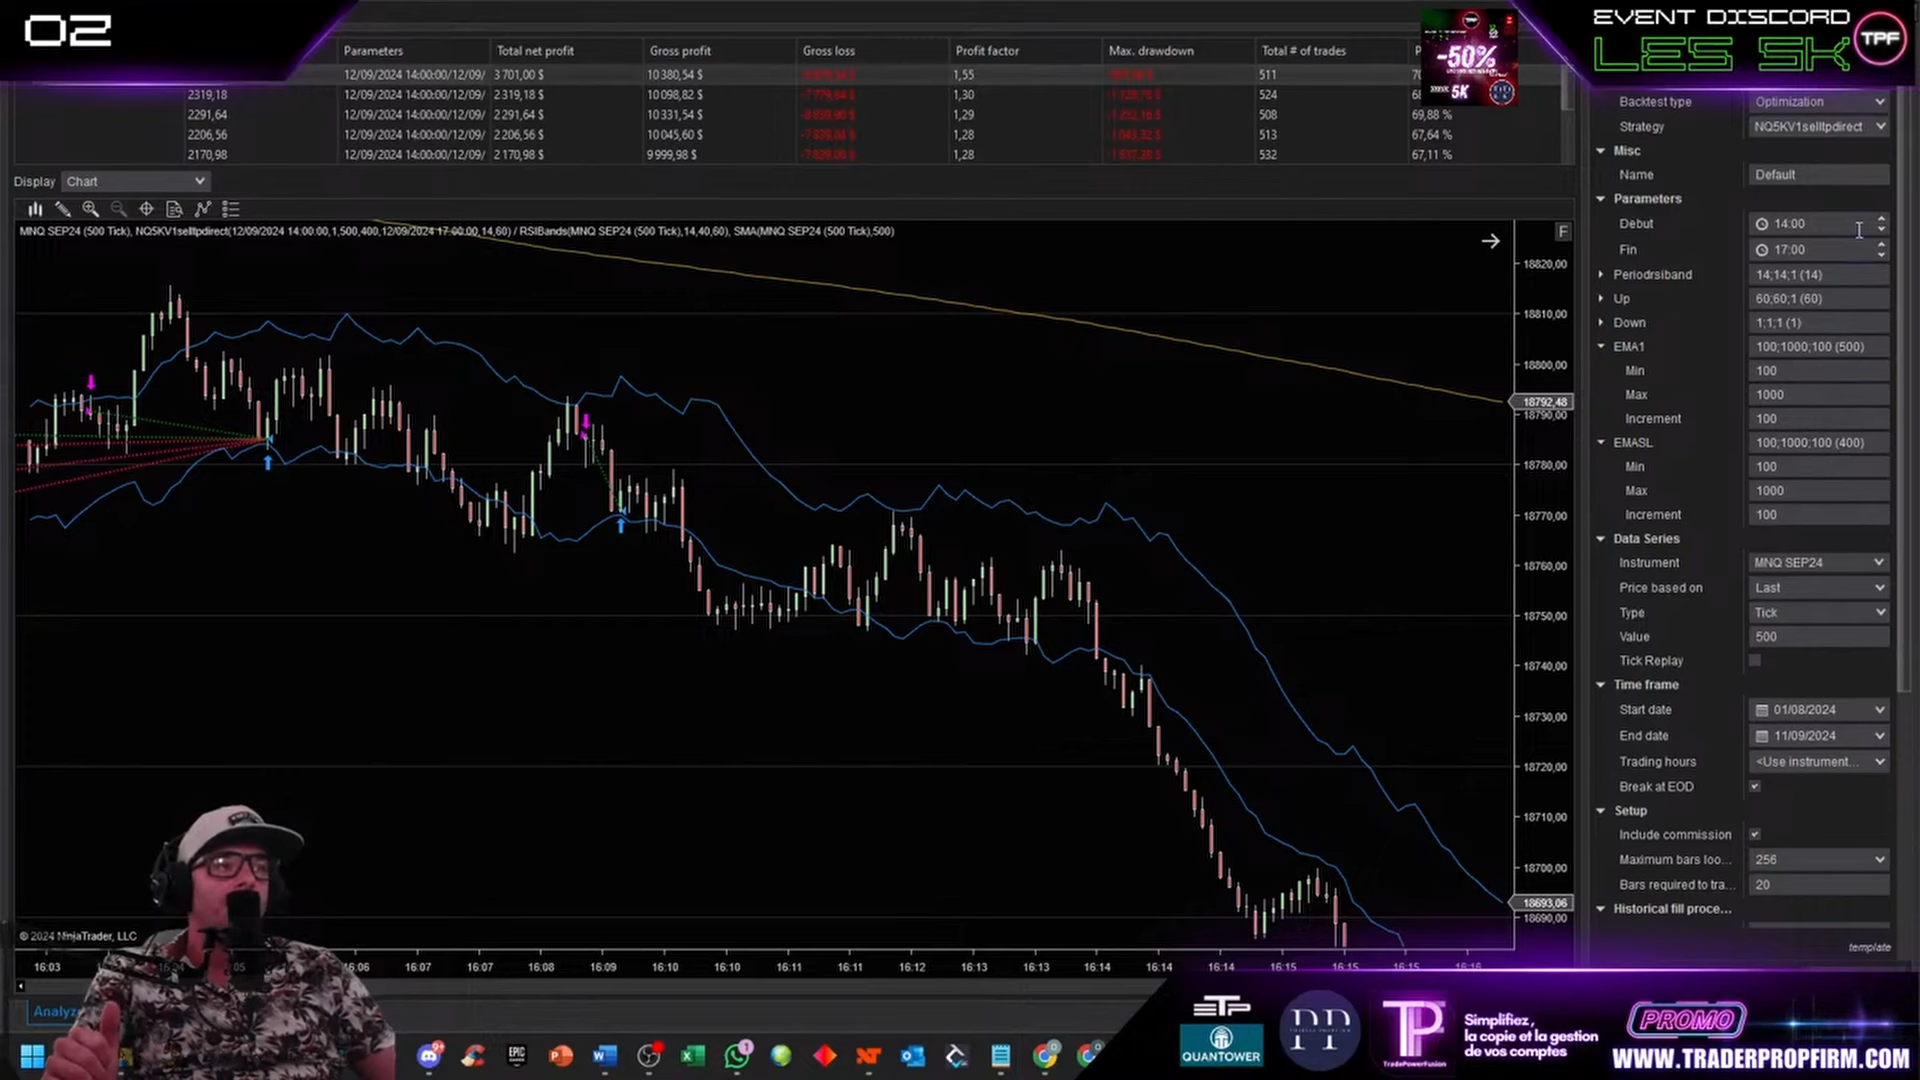 02
EVENT DISCORD
LES 5K
TPF
-50%
5K
Parameters Total net profit Gross profit Gross loss Profit factor Max. drawdown Total # of trades
12/09/2024 14:00:00/12/09/ 3 701,00 $ 10 380,54 $ 1,55 511
2319,18 12/09/2024 14:00:00/12/09/ 2 319,18 $ 10 098,82 $ -7 779,64 $ 1,30 524
2291,64 12/09/2024 14:00:00/12/09/ 2 291,64 $ 10 331,54 $ 1,29 508 69,88 %
2206,56 12/09/2024 14:00:00/12/09/ 2 206,56 $ 10 045,60 $ -7 839,04 $ 1,28 513 67,64 %
2170,98 12/09/2024 14:00:00/12/09/ 2 170,98 $ 9 999,98 $ 1,28 532 67,11 %
Display Chart
MNQ SEP24 (500 Tick), NQ5KV1selltpdirect(12/09/2024 14:00:00,1,500,400,12/09/2024 17:00:00,14,60) / RSIBands(MNQ SEP24 (500 Tick),14,40,60), SMA(MNQ SEP24 (500 Tick),500)
F
18820,00
18810,00
18800,00
18792,48
18790,00
18780,00
18770,00
18760,00
18750,00
18740,00
18730,00
18720,00
18710,00
18700,00
18693,06
18690,00
© 2024 NinjaTrader, LLC
16:03 16:06 16:07 16:07 16:08 16:09 16:10 16:10 16:11 16:11 16:12 16:13 16:13 16:14 16:14 16:14 16:15 16:15 16:15 16:16
Backtest type Optimization
Strategy NQ5KV1selltpdirect
Misc
Name Default
Parameters
Debut 14:00
Fin 17:00
Periodrsiband 14;14;1 (14)
Up 60;60;1 (60)
Down 1;1;1 (1)
EMA1 100;1000;100 (500)
Min 100
Max 1000
Increment 100
EMASL 100;1000;100 (400)
Min 100
Max 1000
Increment 100
Data Series
Instrument MNQ SEP24
Price based on Last
Type Tick
Value 500
Tick Replay
Time frame
Start date 01/08/2024
End date 11/09/2024
Trading hours <Use instrument...
Break at EOD
Setup
Include commission
Maximum bars loo... 256
Bars required to tra... 20
Historical fill proce...
template
ETP
QUANTOWER
TP
TradePowerFusion
Simplifiez,
la copie et la gestion
de vos comptes
PROMO
WWW.TRADERPROPFIRM.COM